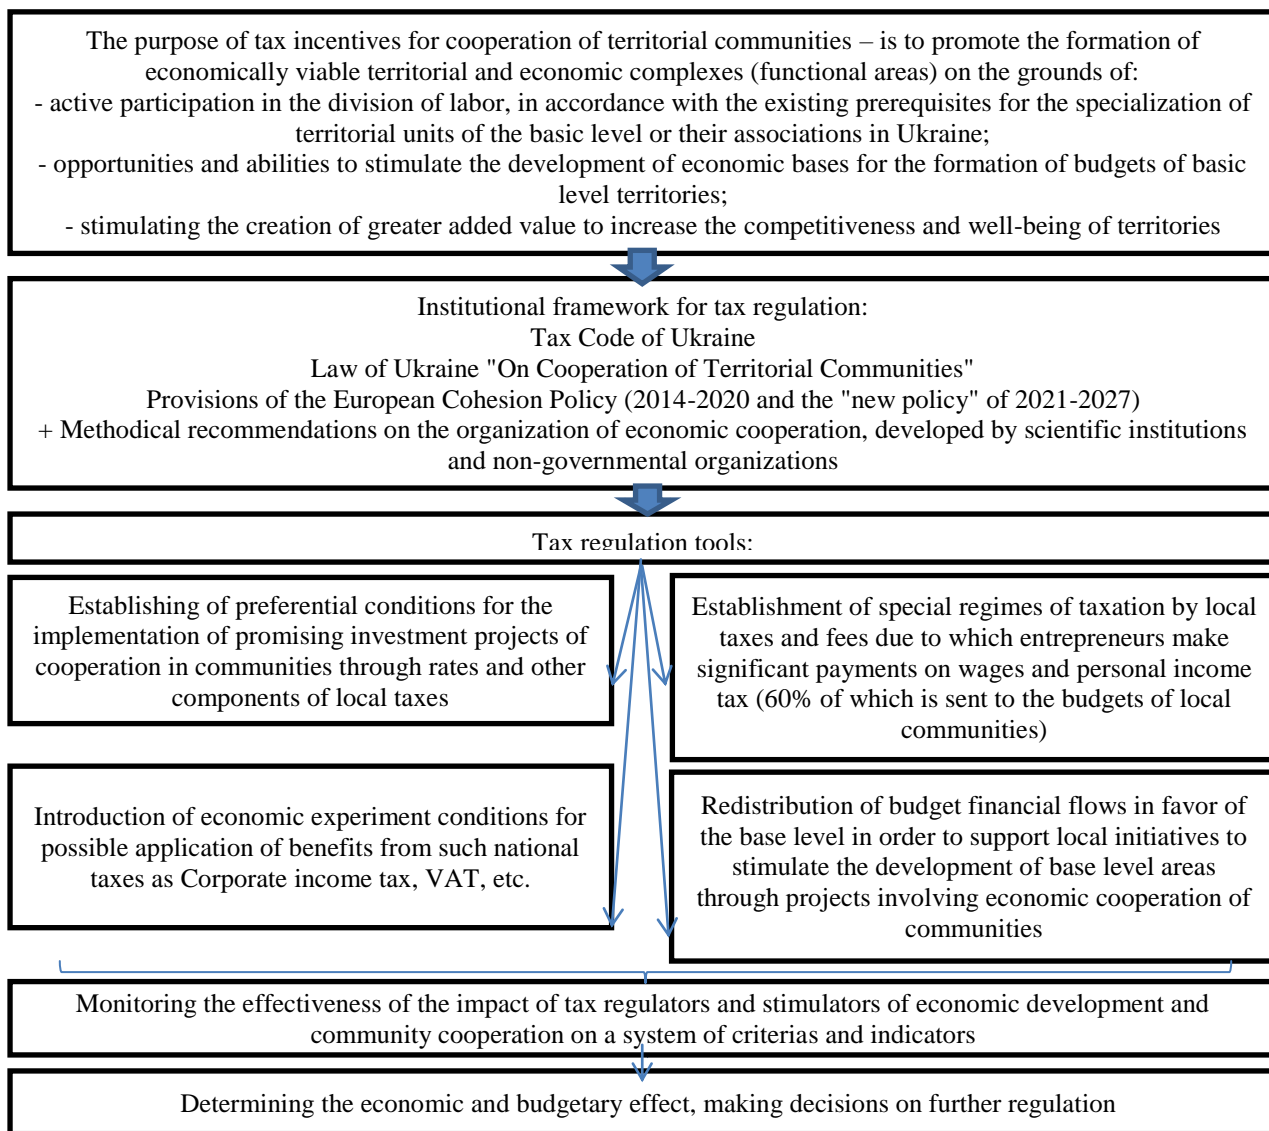 The purpose of tax incentives for cooperation of territorial communities – is to promote the formation of
economically viable territorial and economic complexes (functional areas) on the grounds of:
- active participation in the division of labor, in accordance with the existing prerequisites for the specialization of
territorial units of the basic level or their associations in Ukraine;
- opportunities and abilities to stimulate the development of economic bases for the formation of budgets of basic
level territories;
- stimulating the creation of greater added value to increase the competitiveness and well-being of territories
Institutional framework for tax regulation:
Tax Code of Ukraine
Law of Ukraine "On Cooperation of Territorial Communities"
Provisions of the European Cohesion Policy (2014-2020 and the "new policy" of 2021-2027)
+ Methodical recommendations on the organization of economic cooperation, developed by scientific institutions
and non-governmental organizations
Tax regulation tools:
Establishing of preferential conditions for the
implementation of promising investment projects of
cooperation in communities through rates and other
components of local taxes
Establishment of special regimes of taxation by local
taxes and fees due to which entrepreneurs make
significant payments on wages and personal income
tax (60% of which is sent to the budgets of local
communities)
Introduction of economic experiment conditions for
possible application of benefits from such national
taxes as Corporate income tax, VAT, etc.
Redistribution of budget financial flows in favor of
the base level in order to support local initiatives to
stimulate the development of base level areas
through projects involving economic cooperation of
communities
Monitoring the effectiveness of the impact of tax regulators and stimulators of economic development and
community cooperation on a system of criterias and indicators
Determining the economic and budgetary effect, making decisions on further regulation